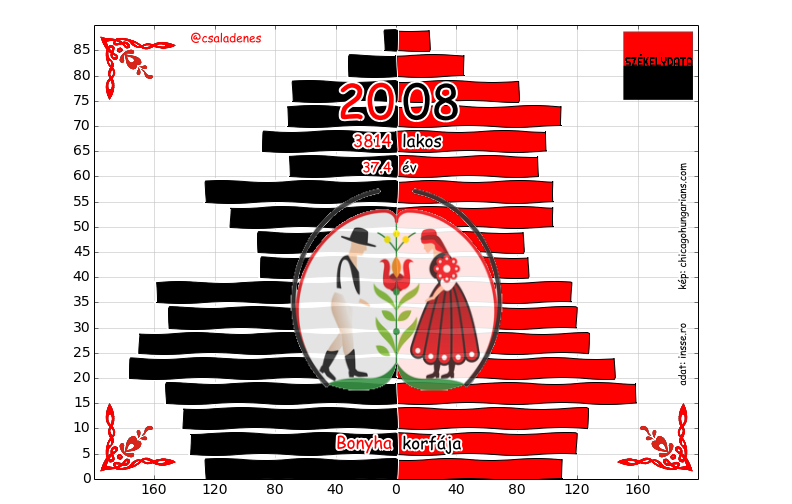 @csaladenes
SZÉKELYDATA
2008
3814 lakos
37.4 év
kép: chicagohungarians.com
adat: insse.ro
Bonyha korfája
85
80
75
70
65
60
55
50
45
40
35
30
25
20
15
10
5
0
160 120 80 40 0 40 80 120 160